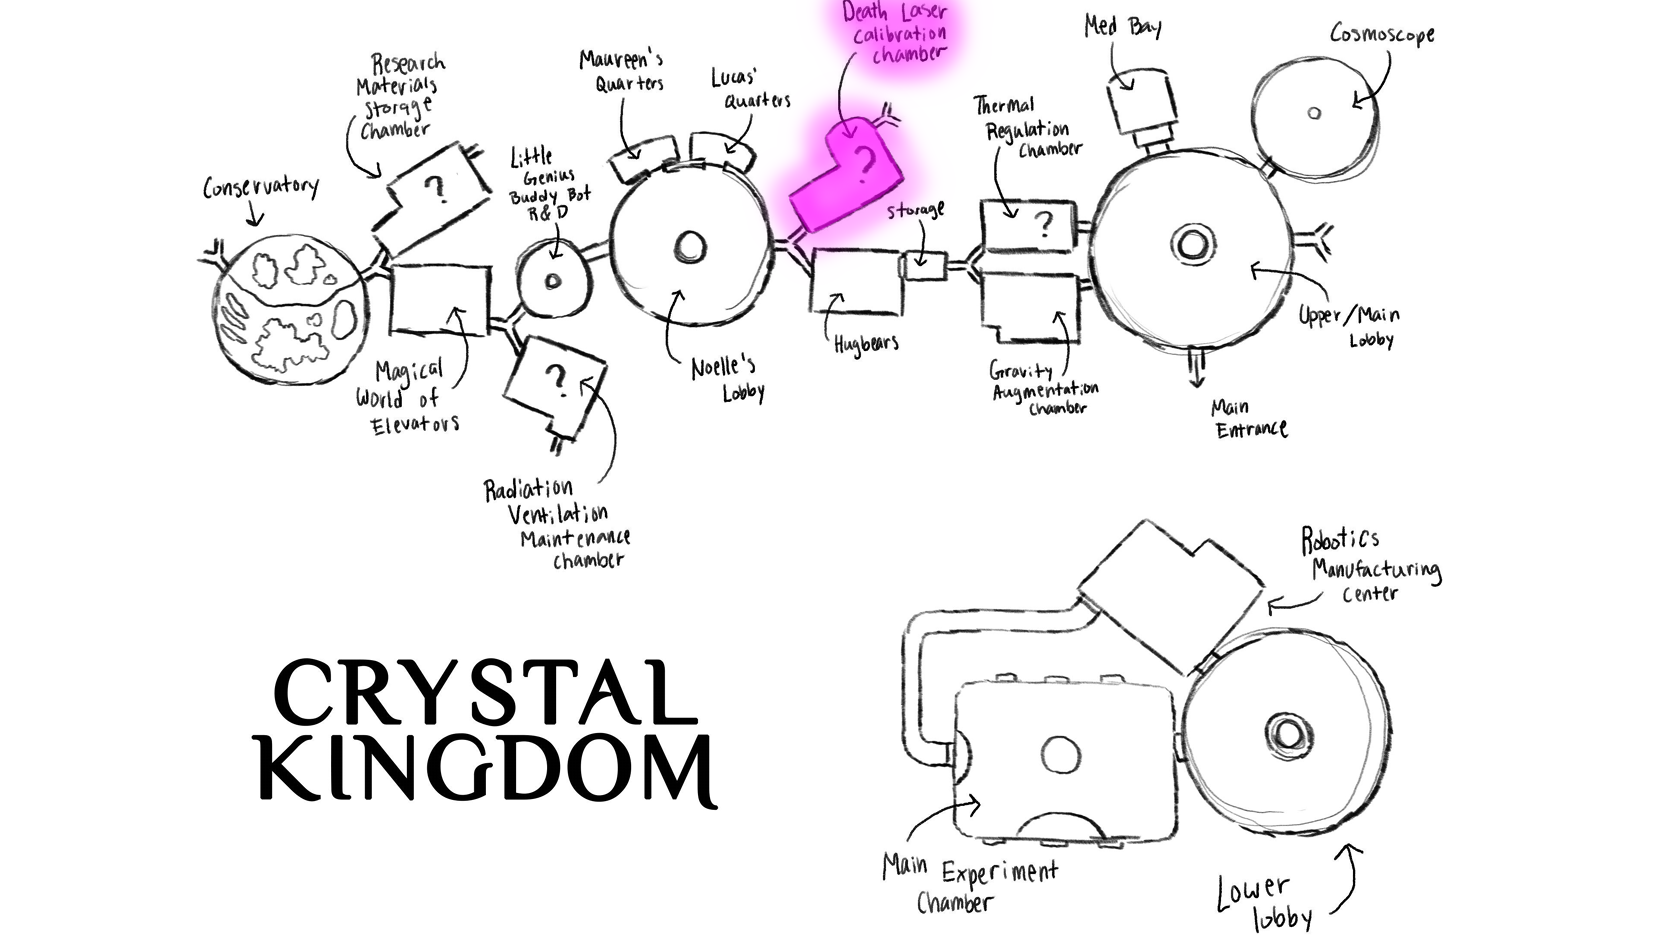 Death Laser
Calibration
chamber
Med Bay
Cosmoscope
Research
Materials
Storage
Chamber
Maureen's
Quarters
Lucas'
Quarters
Thermal
Regulation
Chamber
Little
Genius
Buddy Bot
R&D
Conservatory
?
?
Storage
?
Hugbears
Upper/Main
Lobby
Noelle's
Lobby
Magical
World of
Elevators
?
Gravity
Augmentation
Chamber
Main
Entrance
Radiation
Ventilation
Maintenance
Chamber
Robotics
Manufacturing
Center
CRYSTAL
KINGDOM
Main Experiment
Chamber
Lower
lobby